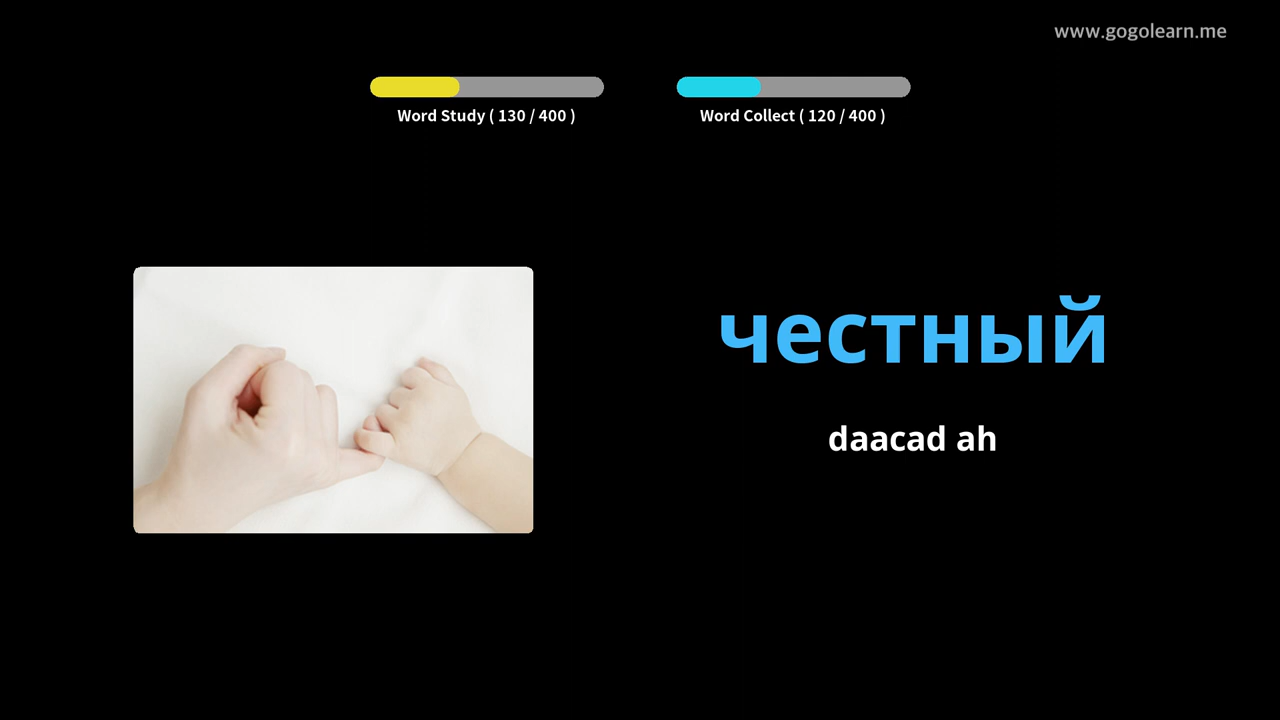 www.gogolearn.me
Word Study ( 130 / 400 )
Word Collect ( 120 / 400 )
честный
daacad ah